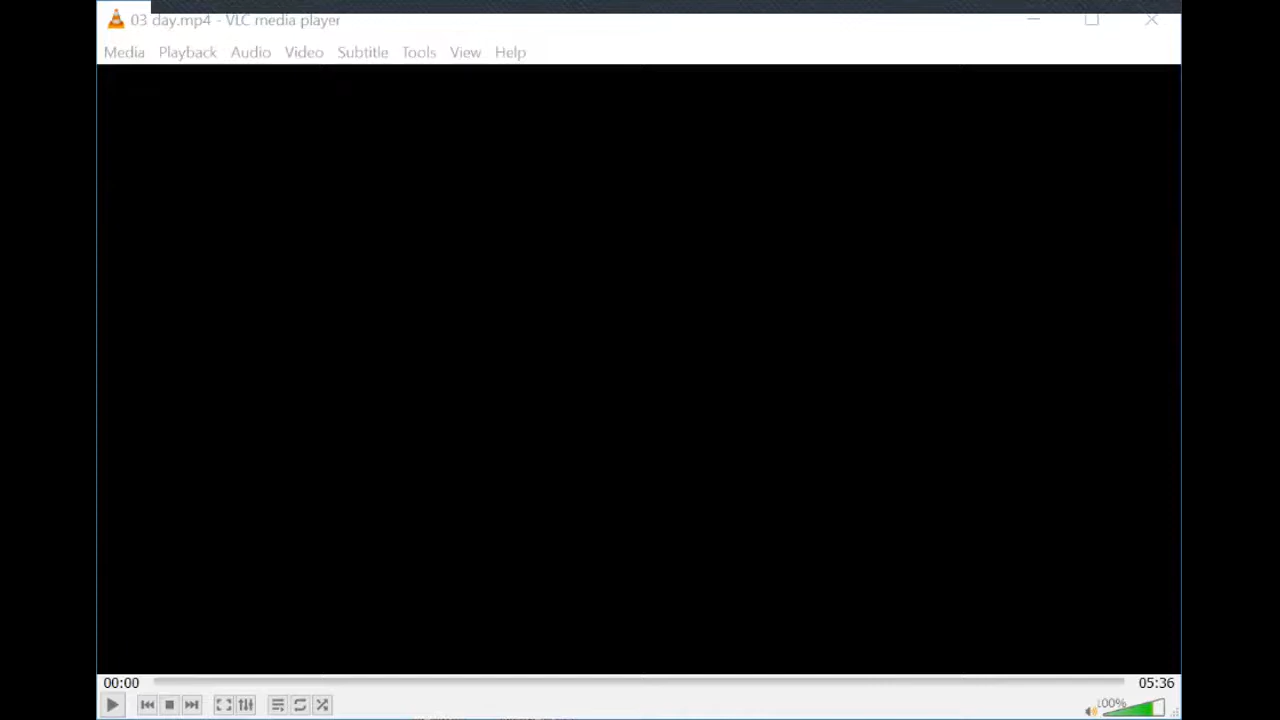 03 day.mp4 - VLC media player
Media Playback Audio Video Subtitle Tools View Help
00:00 05:36
100%